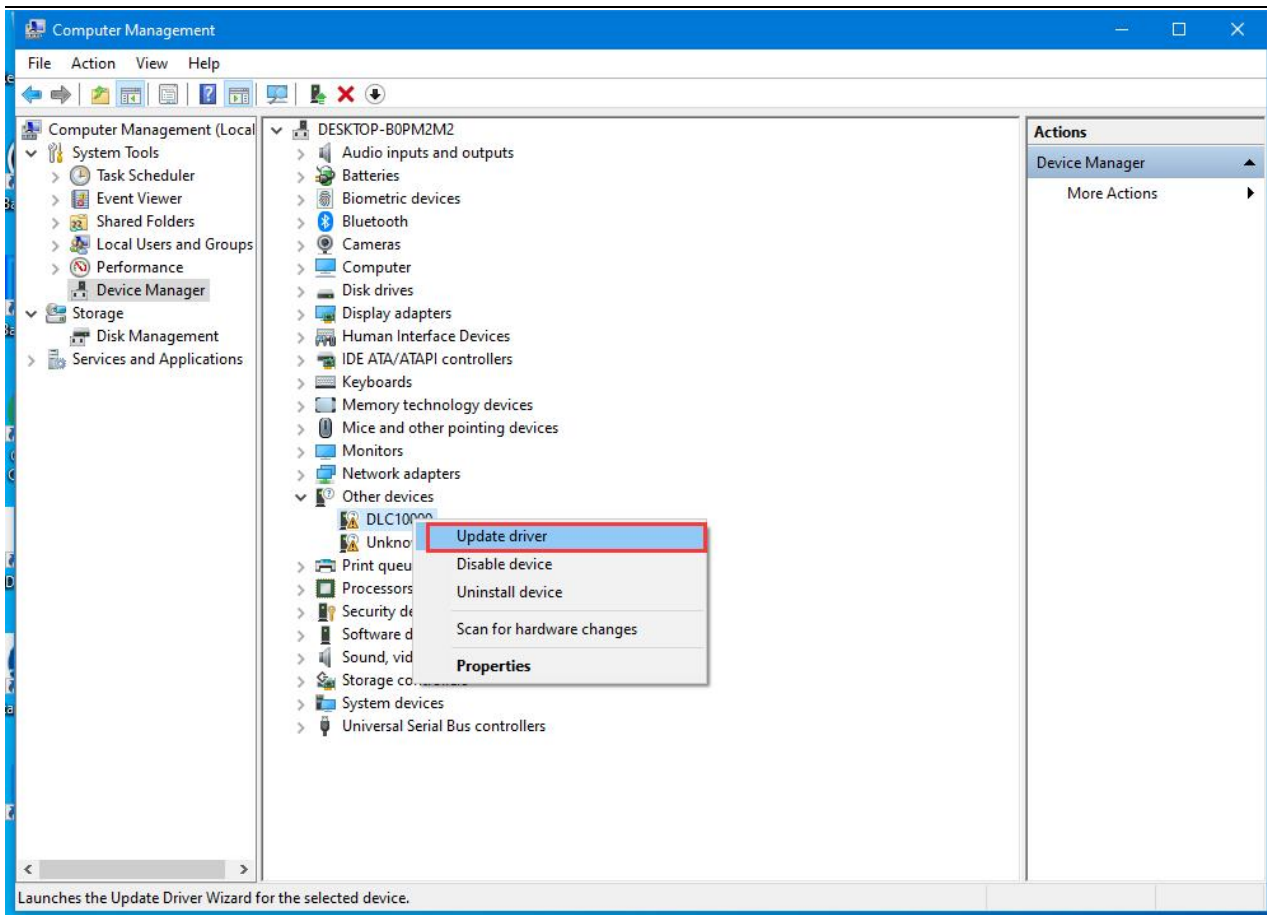 Computer Management
File Action View Help
Computer Management (Local
System Tools
Task Scheduler
Event Viewer
Shared Folders
Local Users and Groups
Performance
Device Manager
Storage
Disk Management
Services and Applications
DESKTOP-B0PM2M2
Audio inputs and outputs
Batteries
Biometric devices
Bluetooth
Cameras
Computer
Disk drives
Display adapters
Human Interface Devices
IDE ATA/ATAPI controllers
Keyboards
Memory technology devices
Mice and other pointing devices
Monitors
Network adapters
Other devices
Print queu
Processors
Security de
Software d
Sound, vid
Storage co
System devices
Universal Serial Bus controllers
Update driver
Disable device
Uninstall device
Scan for hardware changes
Properties
Actions
Device Manager
More Actions
Launches the Update Driver Wizard for the selected device.